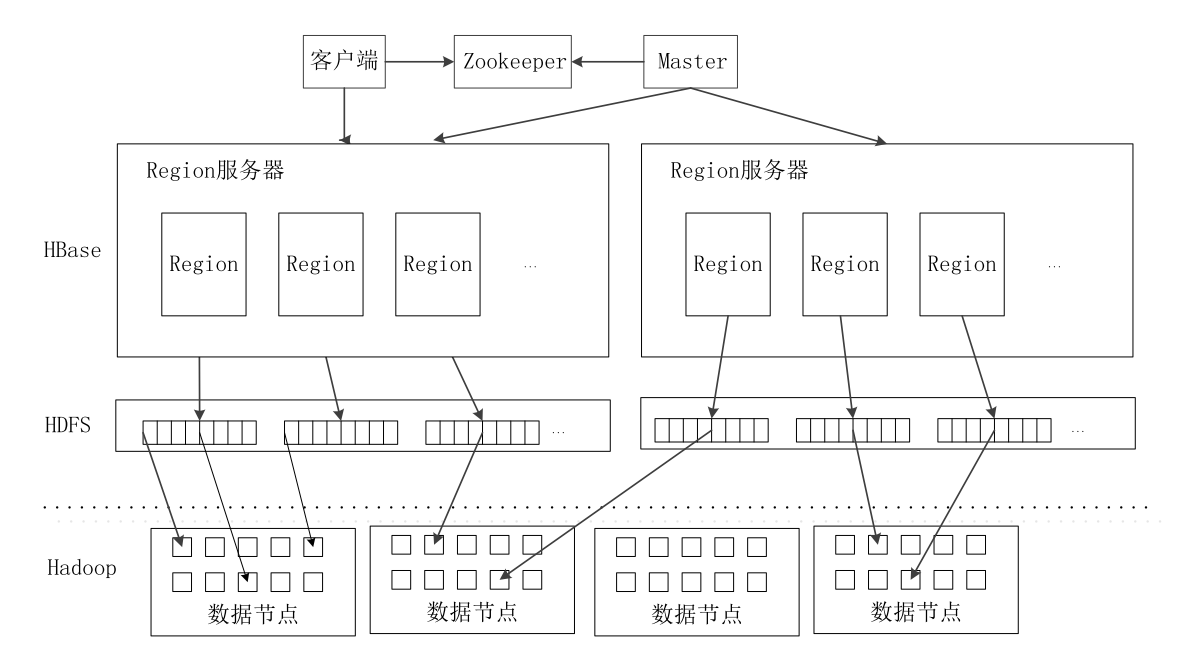 客户端
Zookeeper
Master
Region服务器
Region服务器
HBase
Region
Region
Region
...
Region
Region
Region
...
HDFS
...
...
Hadoop
数据节点
数据节点
数据节点
数据节点